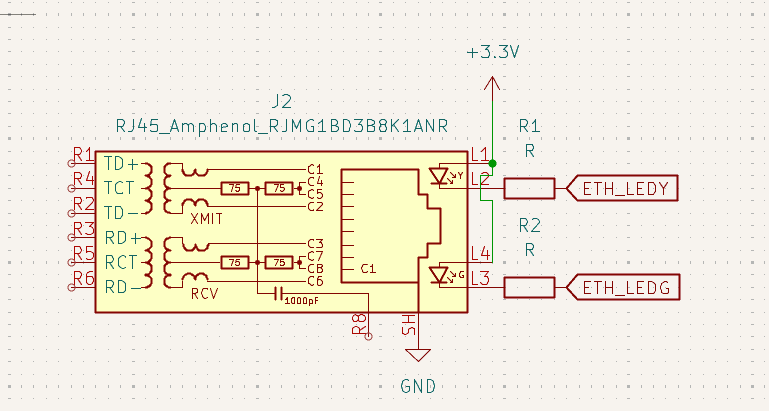 +3.3V
J2
RJ45_Amphenol_RJMG1BD3B8K1ANR
R1
R
R1 TD+ C1 L1
R4 TCT 75 75 C4 Y L2 ETH_LEDY
C5
R2 TD- C2
XMIT
R2
R
R3 RD+ C3
R5 RCT 75 75 C7 C1 L4
C8
R6 RD- C6 G L3 ETH_LEDG
RCV
1000pF
R8
SH
GND